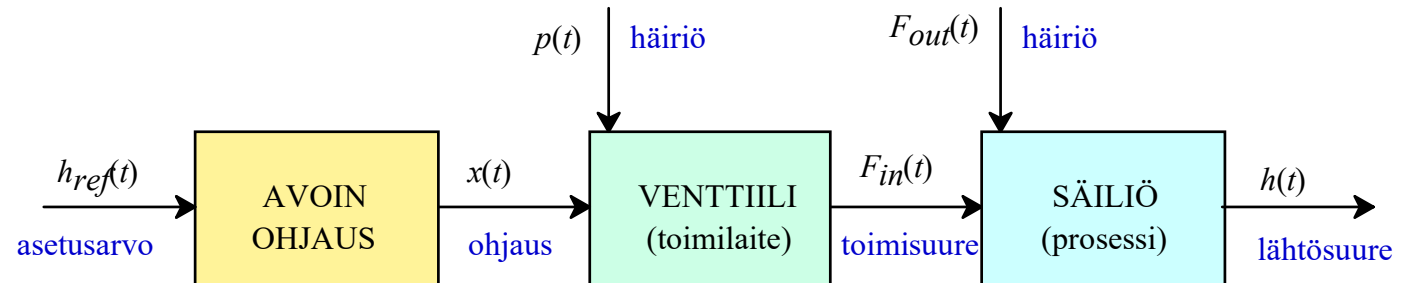 p(t) häiriö
F_out(t) häiriö
h_ref(t)
asetusarvo
AVOIN
OHJAUS
x(t)
ohjaus
VENTTIILI
(toimilaite)
F_in(t)
toimisuure
SÄILIÖ
(prosessi)
h(t)
lähtösuure